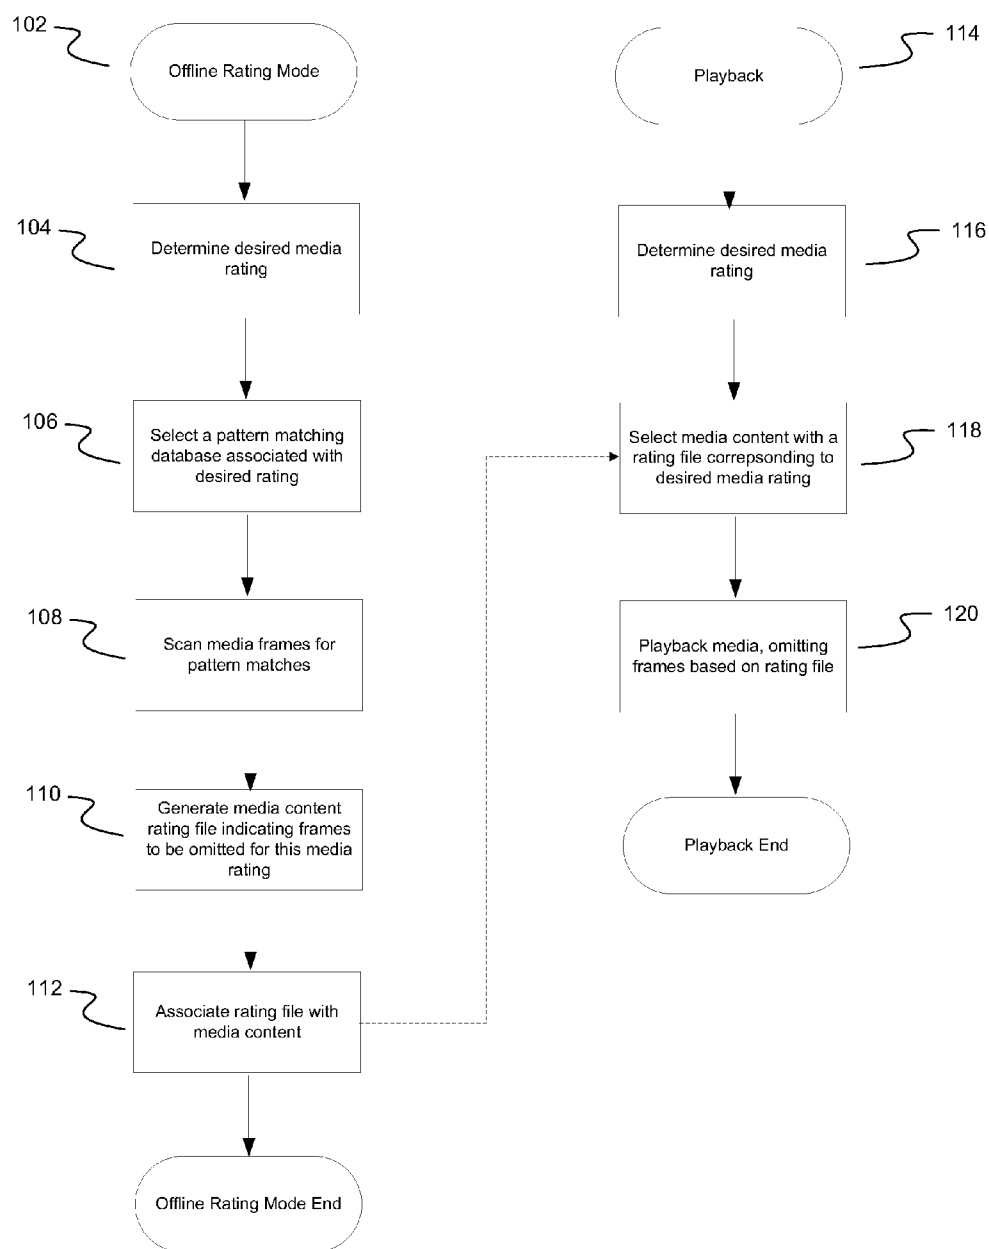 102
Offline Rating Mode
104
Determine desired media
rating
106
Select a pattern matching
database associated with
desired rating
108
Scan media frames for
pattern matches
110
Generate media content
rating file indicating frames
to be omitted for this media
rating
112
Associate rating file with
media content
Offline Rating Mode End
114
Playback
116
Determine desired media
rating
118
Select media content with a
rating file correpsonding to
desired media rating
120
Playback media, omitting
frames based on rating file
Playback End